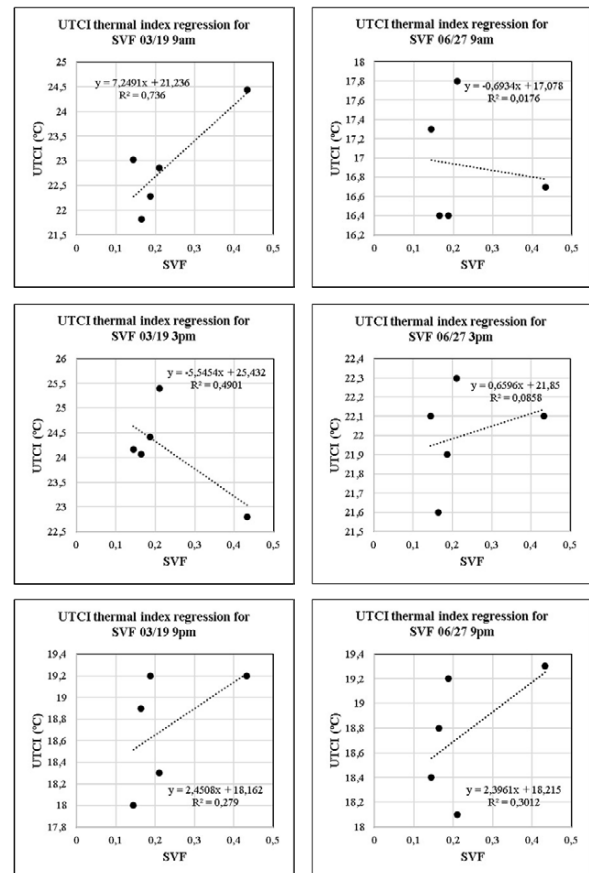 UTCI thermal index regression for
SVF 03/19 9am
25
24,5
24
23,5
23
22,5
22
21,5
UTCI (ºC)
y = 7,2491x + 21,236
R² = 0,736
0
0,1
0,2
0,3
0,4
0,5
SVF
UTCI thermal index regression for
SVF 06/27 9am
18
17,8
17,6
17,4
17,2
17
16,8
16,6
16,4
16,2
UTCI (ºC)
y = -0,6934x + 17,078
R² = 0,0176
0
0,1
0,2
0,3
0,4
0,5
SVF
UTCI thermal index regression for
SVF 03/19 3pm
26
25,5
25
24,5
24
23,5
23
22,5
UTCI (ºC)
y = -5,5454x + 25,432
R² = 0,4901
0
0,1
0,2
0,3
0,4
0,5
SVF
UTCI thermal index regression for
SVF 06/27 3pm
22,4
22,3
22,2
22,1
22
21,9
21,8
21,7
21,6
21,5
UTCI (ºC)
y = 0,6596x + 21,85
R² = 0,0858
0
0,1
0,2
0,3
0,4
0,5
SVF
UTCI thermal index regression for
SVF 03/19 9pm
19,4
19,2
19
18,8
18,6
18,4
18,2
18
17,8
UTCI (ºC)
y = 2,4508x + 18,162
R² = 0,279
0
0,1
0,2
0,3
0,4
0,5
SVF
UTCI thermal index regression for
SVF 06/27 9pm
19,4
19,2
19
18,8
18,6
18,4
18,2
18
UTCI (ºC)
y = 2,3961x + 18,215
R² = 0,3012
0
0,1
0,2
0,3
0,4
0,5
SVF